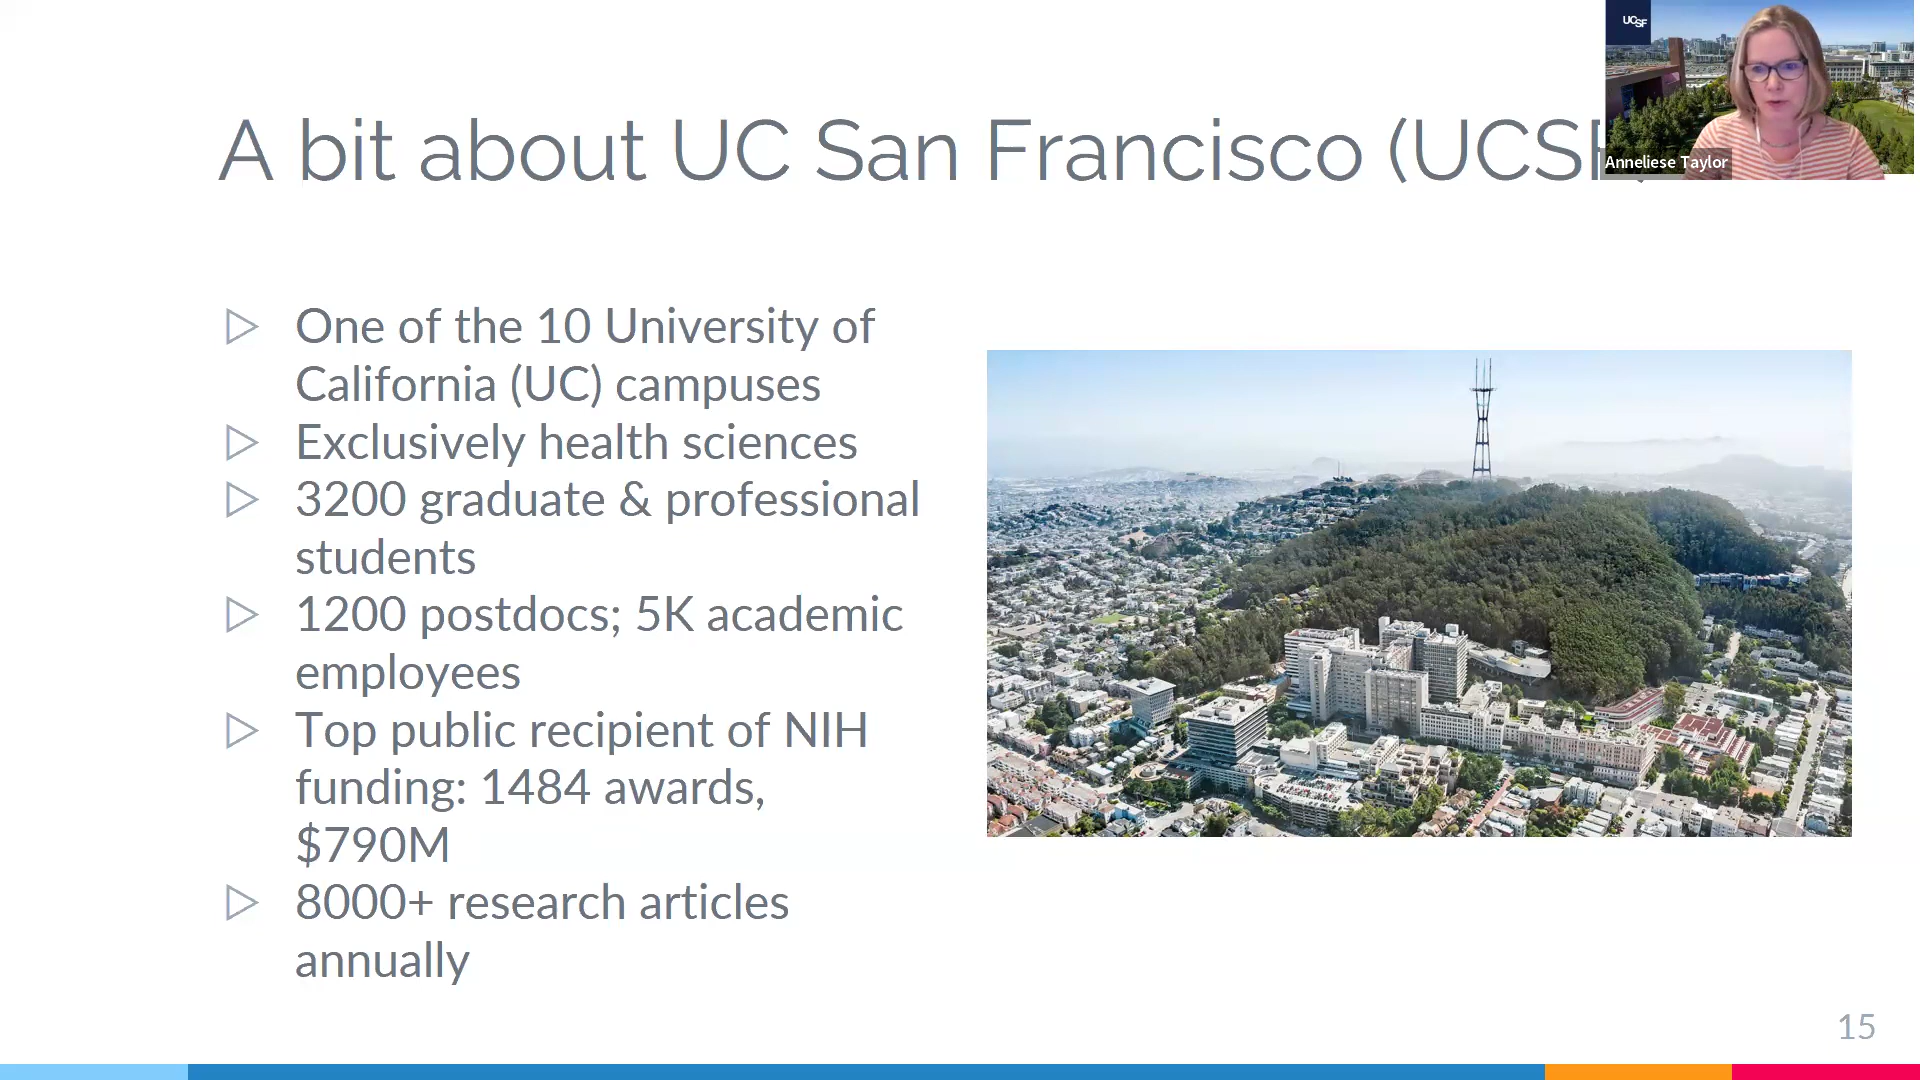 UCSF
A bit about UC San Francisco (UCSF)
Anneliese Taylor
▷ One of the 10 University of
California (UC) campuses
▷ Exclusively health sciences
▷ 3200 graduate & professional
students
▷ 1200 postdocs; 5K academic
employees
▷ Top public recipient of NIH
funding: 1484 awards,
$790M
▷ 8000+ research articles
annually
15